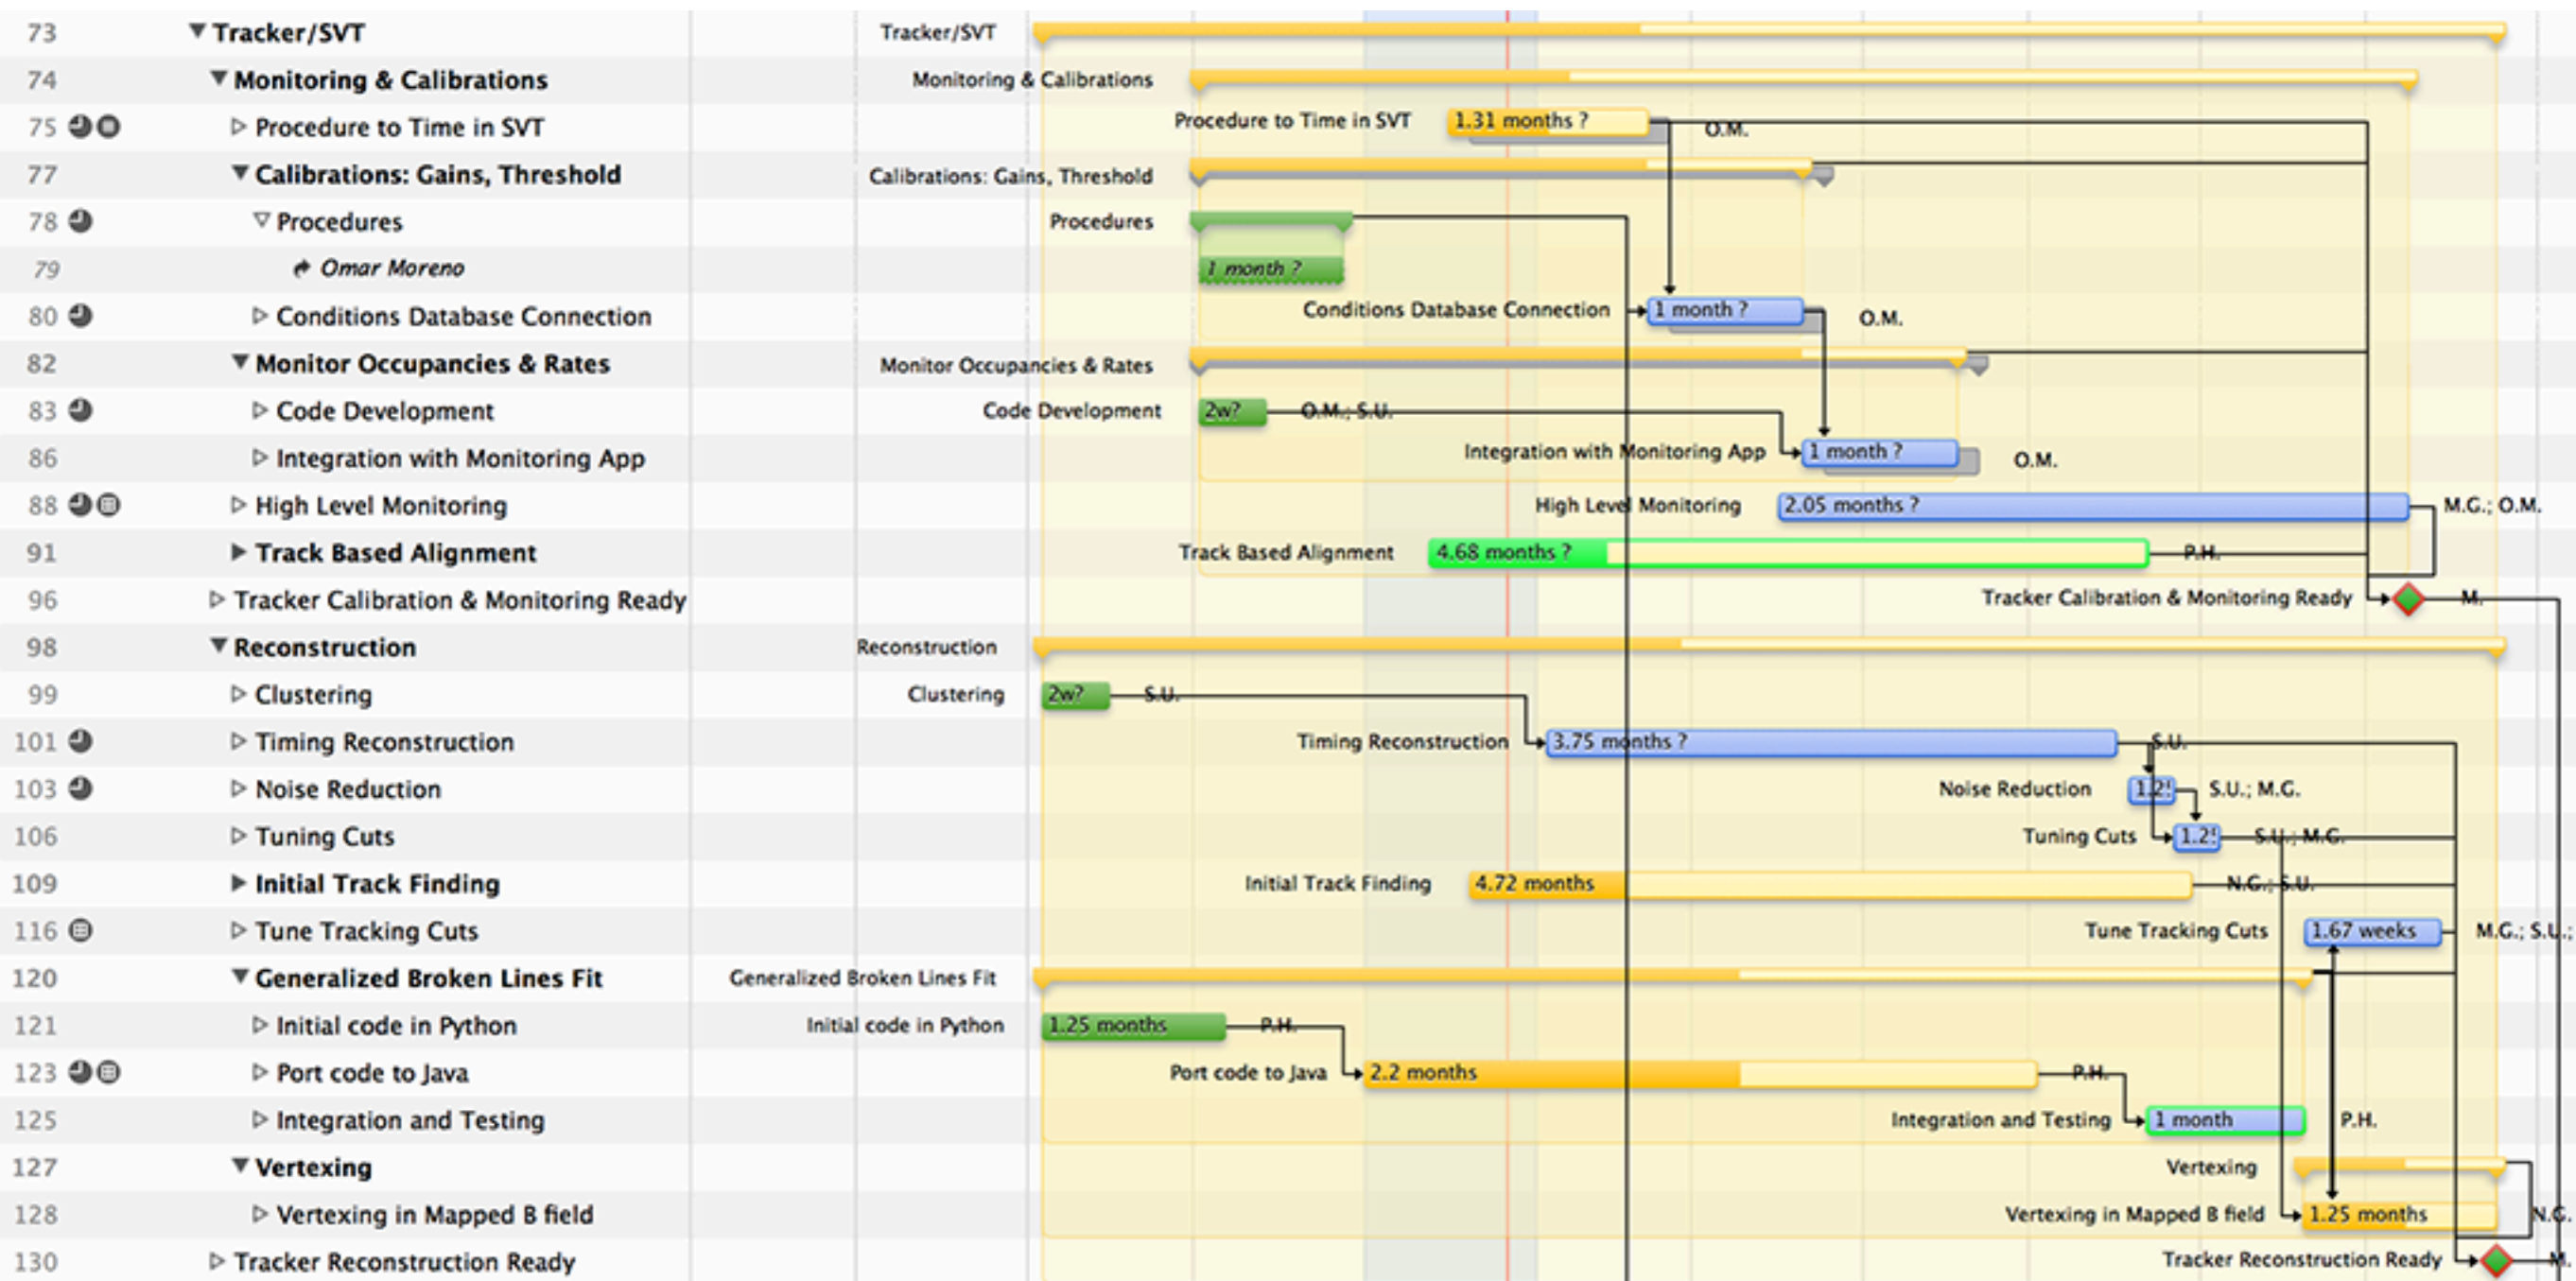 73 Tracker/SVT Tracker/SVT
74 Monitoring & Calibrations Monitoring & Calibrations
75 Procedure to Time in SVT Procedure to Time in SVT 1.31 months ? O.M.
77 Calibrations: Gains, Threshold Calibrations: Gains, Threshold
78 Procedures Procedures
79 Omar Moreno 1 month ?
80 Conditions Database Connection Conditions Database Connection 1 month ? O.M.
82 Monitor Occupancies & Rates Monitor Occupancies & Rates
83 Code Development Code Development 2w? O.M.; S.U.
86 Integration with Monitoring App Integration with Monitoring App 1 month ? O.M.
88 High Level Monitoring High Level Monitoring 2.05 months ? M.G.; O.M.
91 Track Based Alignment Track Based Alignment 4.68 months ? P.H.
96 Tracker Calibration & Monitoring Ready Tracker Calibration & Monitoring Ready M.
98 Reconstruction Reconstruction
99 Clustering Clustering 2w? S.U.
101 Timing Reconstruction Timing Reconstruction 3.75 months ? S.U.
103 Noise Reduction Noise Reduction S.U.; M.G.
106 Tuning Cuts Tuning Cuts S.U.; M.G.
109 Initial Track Finding Initial Track Finding 4.72 months N.G.; S.U.
116 Tune Tracking Cuts Tune Tracking Cuts 1.67 weeks M.G.; S.U.;
120 Generalized Broken Lines Fit Generalized Broken Lines Fit
121 Initial code in Python Initial code in Python 1.25 months P.H.
123 Port code to Java Port code to Java 2.2 months P.H.
125 Integration and Testing Integration and Testing 1 month P.H.
127 Vertexing Vertexing
128 Vertexing in Mapped B field Vertexing in Mapped B field 1.25 months N.G.
130 Tracker Reconstruction Ready Tracker Reconstruction Ready